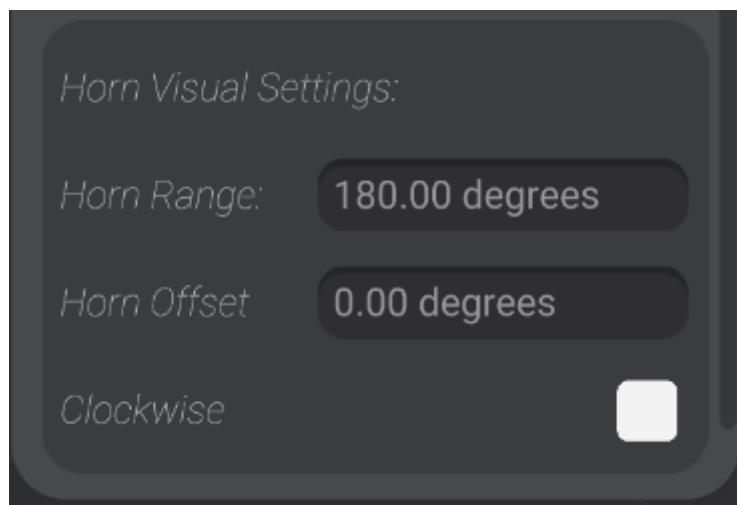 Horn Visual Settings:
Horn Range: 180.00 degrees
Horn Offset 0.00 degrees
Clockwise